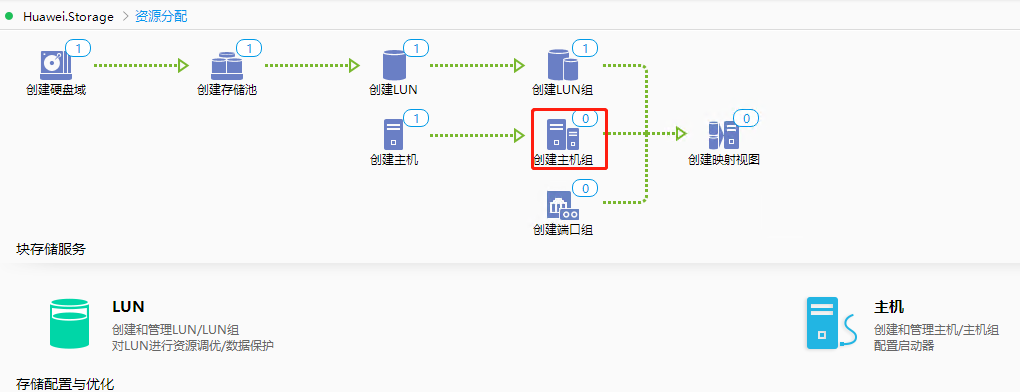 Huawei.Storage > 资源分配
1 1 1 1
创建硬盘域 创建存储池 创建LUN 创建LUN组
1 0 0
创建主机 创建主机组 创建映射视图
0
创建端口组
块存储服务
LUN
创建和管理LUN/LUN组
对LUN进行资源调优/数据保护
主机
创建和管理主机/主机组
配置启动器
存储配置与优化